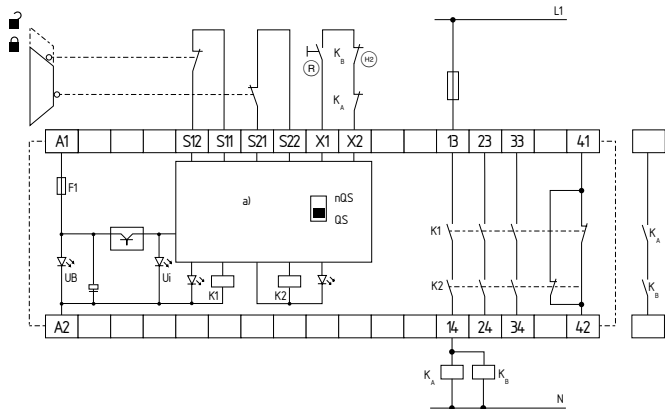 L1
K B
H2
R
K A
A1 S12 S11 S21 S22 X1 X2 13 23 33 41
F1
a)
nQS
QS
K1
K A
UB
Ui
K1
K2
K2
K B
A2 14 24 34 42
K A
K B
N